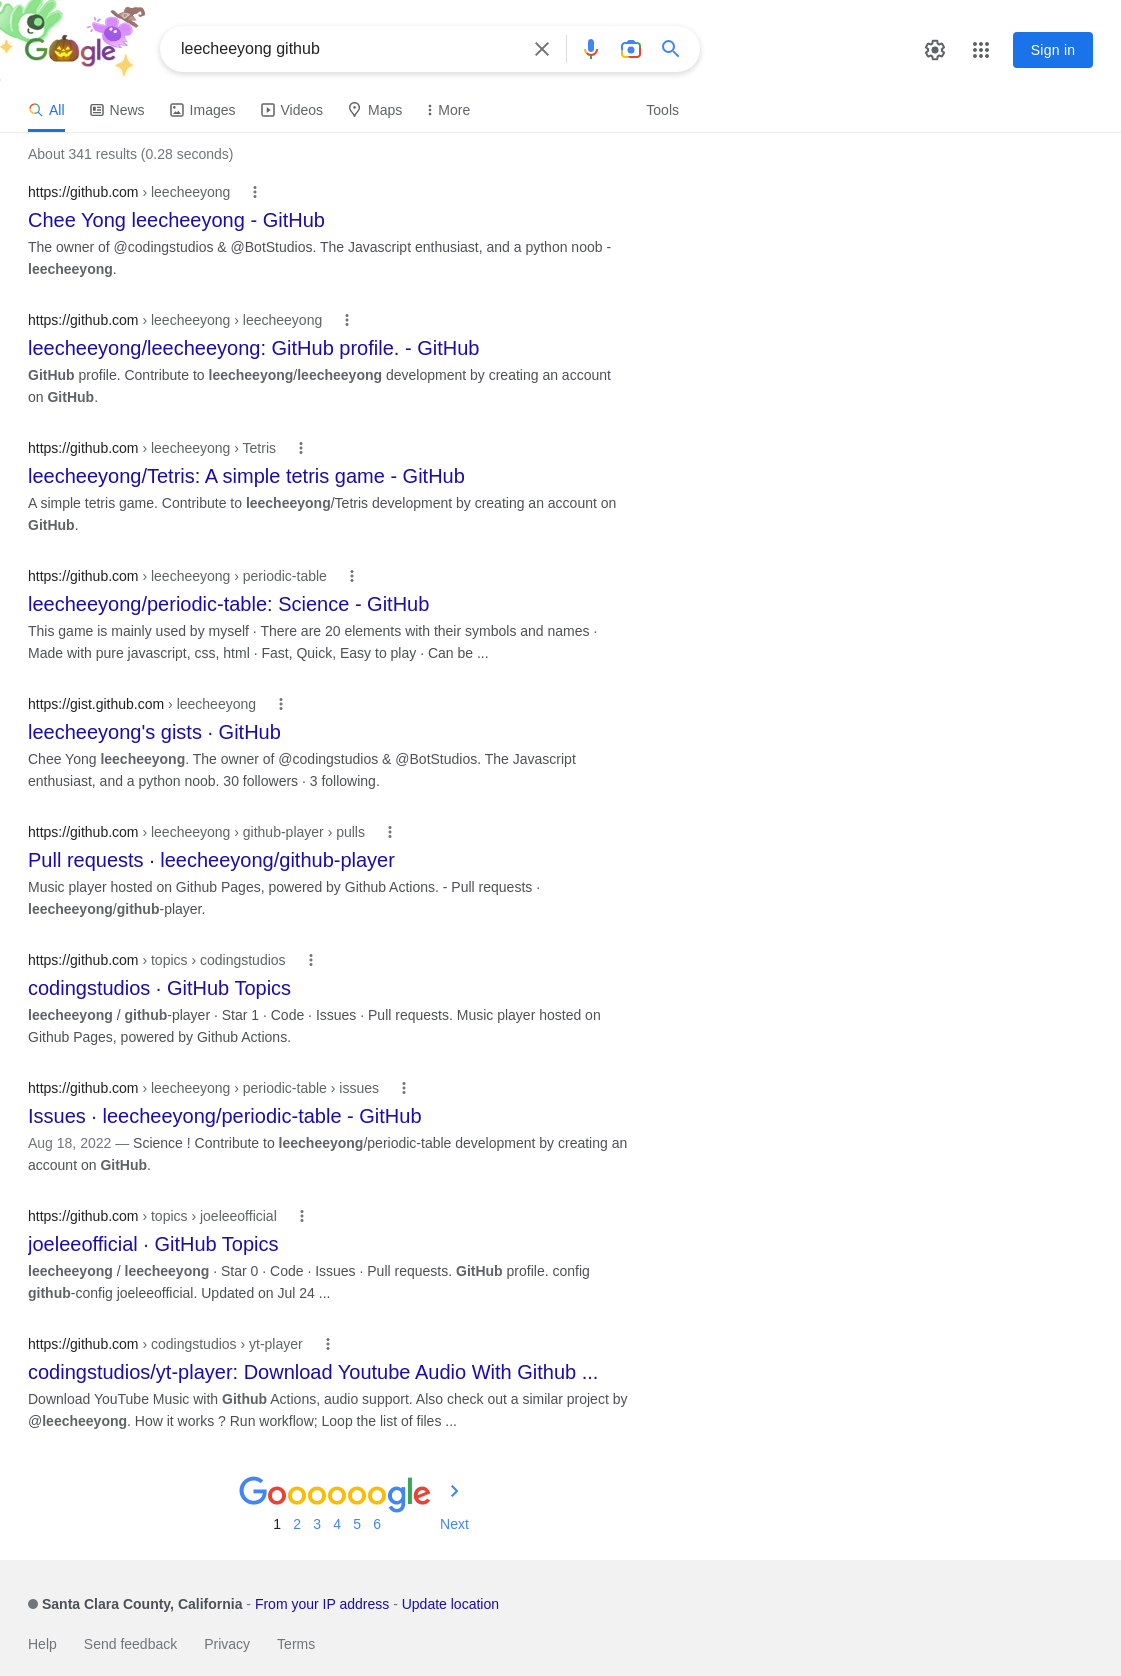 Google
leecheeyong github
Sign in
All News Images Videos Maps More Tools
About 341 results (0.28 seconds)
https://github.com › leecheeyong
Chee Yong leecheeyong - GitHub
The owner of @codingstudios & @BotStudios. The Javascript enthusiast, and a python noob -
leecheeyong.
https://github.com › leecheeyong › leecheeyong
leecheeyong/leecheeyong: GitHub profile. - GitHub
GitHub profile. Contribute to leecheeyong/leecheeyong development by creating an account
on GitHub.
https://github.com › leecheeyong › Tetris
leecheeyong/Tetris: A simple tetris game - GitHub
A simple tetris game. Contribute to leecheeyong/Tetris development by creating an account on
GitHub.
https://github.com › leecheeyong › periodic-table
leecheeyong/periodic-table: Science - GitHub
This game is mainly used by myself · There are 20 elements with their symbols and names ·
Made with pure javascript, css, html · Fast, Quick, Easy to play · Can be ...
https://gist.github.com › leecheeyong
leecheeyong's gists · GitHub
Chee Yong leecheeyong. The owner of @codingstudios & @BotStudios. The Javascript
enthusiast, and a python noob. 30 followers · 3 following.
https://github.com › leecheeyong › github-player › pulls
Pull requests · leecheeyong/github-player
Music player hosted on Github Pages, powered by Github Actions. - Pull requests ·
leecheeyong/github-player.
https://github.com › topics › codingstudios
codingstudios · GitHub Topics
leecheeyong / github-player · Star 1 · Code · Issues · Pull requests. Music player hosted on
Github Pages, powered by Github Actions.
https://github.com › leecheeyong › periodic-table › issues
Issues · leecheeyong/periodic-table - GitHub
Aug 18, 2022 — Science ! Contribute to leecheeyong/periodic-table development by creating an
account on GitHub.
https://github.com › topics › joeleeofficial
joeleeofficial · GitHub Topics
leecheeyong / leecheeyong · Star 0 · Code · Issues · Pull requests. GitHub profile. config
github-config joeleeofficial. Updated on Jul 24 ...
https://github.com › codingstudios › yt-player
codingstudios/yt-player: Download Youtube Audio With Github ...
Download YouTube Music with Github Actions, audio support. Also check out a similar project by
@leecheeyong. How it works ? Run workflow; Loop the list of files ...
Goooooogle
1 2 3 4 5 6 Next
Santa Clara County, California - From your IP address - Update location
Help Send feedback Privacy Terms